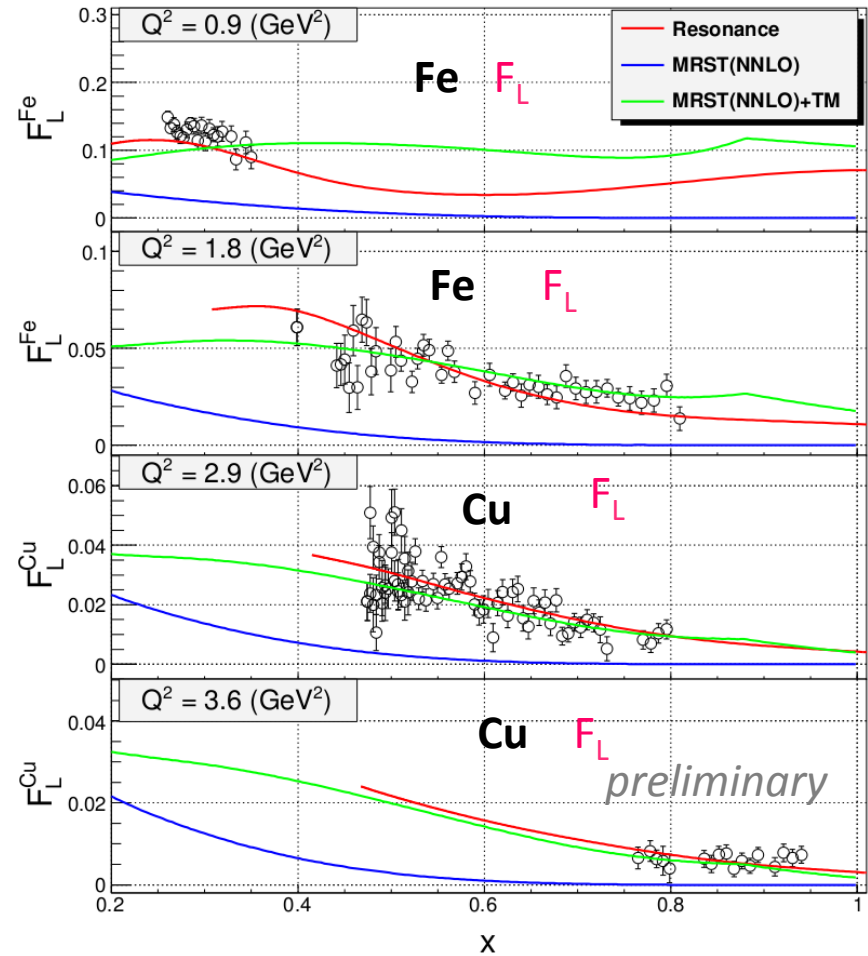 Q² = 0.9 (GeV²)
Fe F_L
Resonance
MRST(NNLO)
MRST(NNLO)+TM
F_L^Fe
0.3
0.2
0.1
0
Q² = 1.8 (GeV²)
Fe F_L
F_L^Fe
0.1
0.05
0
Q² = 2.9 (GeV²)
Cu F_L
F_L^Cu
0.06
0.04
0.02
0
Q² = 3.6 (GeV²)
Cu F_L
preliminary
F_L^Cu
0.04
0.02
0
0.2 0.4 0.6 0.8 1
x